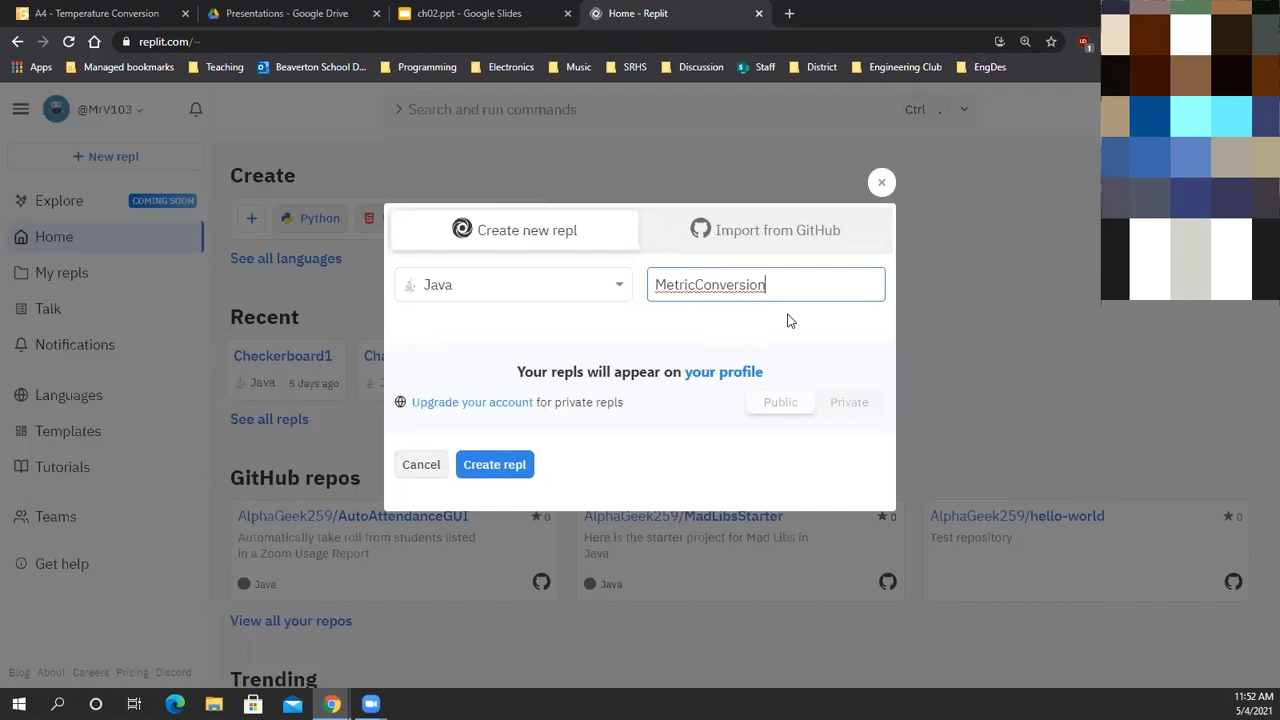 A4 - Temperature Conversion
Presentations - Google Drive
ch02.ppt - Google Slides
Home - Replit
replit.com/~
Apps
Managed bookmarks
Teaching
Beaverton School D...
Programming
Electronics
Music
SRHS
Discussion
Staff
District
Engineering Club
EngDes
@MrV103
Search and run commands
Ctrl .
+ New repl
Explore
COMING SOON
Home
My repls
Talk
Notifications
Languages
Templates
Tutorials
Teams
Get help
Blog About Careers Pricing Discord
Create
Python
See all languages
Recent
Checkerboard1
Java 5 days ago
See all repls
GitHub repos
AlphaGeek259/AutoAttendanceGUI
0
Automatically take roll from students listed
in a Zoom Usage Report
Java
AlphaGeek259/MadLibsStarter
0
Here is the starter project for Mad Libs in
Java
Java
AlphaGeek259/hello-world
0
Test repository
View all your repos
Trending
Create new repl
Import from GitHub
Java
MetricConversion
Your repls will appear on your profile
Upgrade your account for private repls
Public
Private
Cancel
Create repl
11:52 AM
5/4/2021